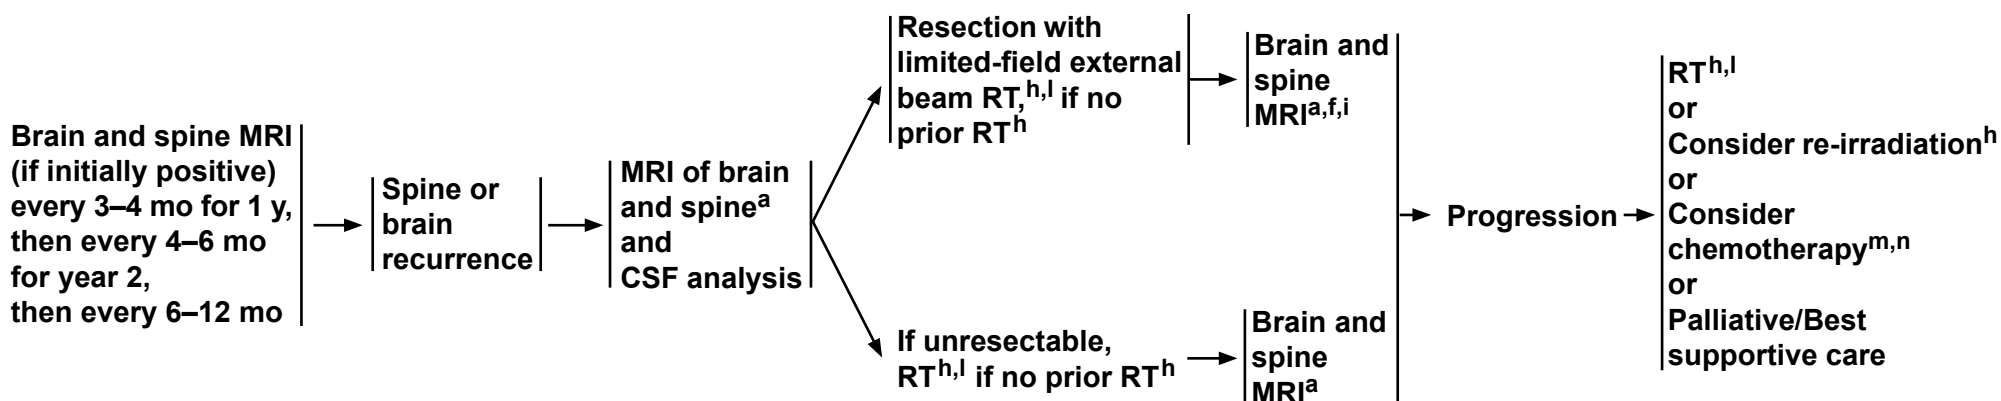 Brain and spine MRI
(if initially positive)
every 3–4 mo for 1 y,
then every 4–6 mo
for year 2,
then every 6–12 mo
Spine or
brain
recurrence
MRI of brain
and spineᵃ
and
CSF analysis
Resection with
limited-field external
beam RT,ʰ,ˡ if no
prior RTʰ
Brain and
spine
MRIᵃ,ᶠ,ⁱ
If unresectable,
RTʰ,ˡ if no prior RTʰ
Brain and
spine
MRIᵃ
Progression
RTʰ,ˡ
or
Consider re-irradiationʰ
or
Consider
chemotherapyᵐ,ⁿ
or
Palliative/Best
supportive care